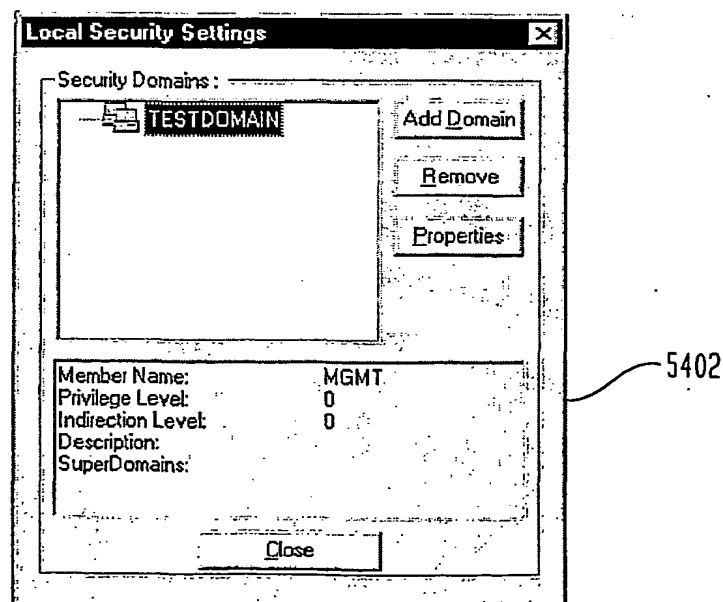 Local Security Settings
Security Domains:
TESTDOMAIN
Add Domain
Remove
Properties
Member Name: MGMT
Privilege Level: 0
Indirection Level: 0
Description:
SuperDomains:
Close
5402